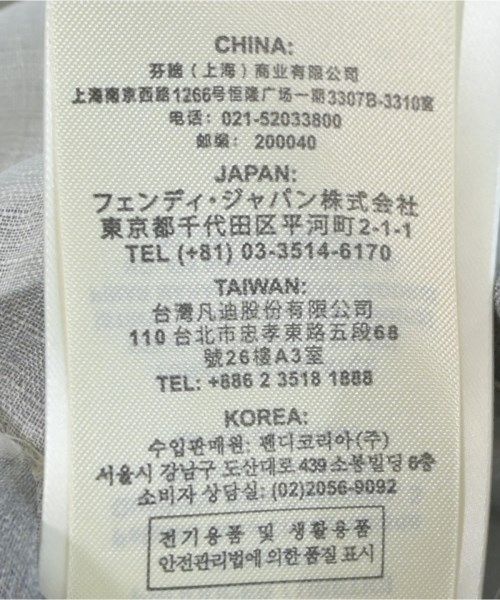 CHINA:
芬迪（上海）商业有限公司
上海南京西路1266号恒隆广场一期3307B-3310室
电话：021-52033800
邮编： 200040
JAPAN:
フェンディ・ジャパン株式会社
東京都千代田区平河町2-1-1
TEL (+81) 03-3514-6170
TAIWAN:
台灣凡迪股份有限公司
110 台北市忠孝東路五段68
號26樓A3室
TEL: +886 2 3518 1888
KOREA:
수입판매원: 펜디코리아(주)
서울시 강남구 도산대로 439 소봉빌딩 6층
소비자 상담실: (02)2056-9092
전기용품 및 생활용품
안전관리법에 의한 품질 표시